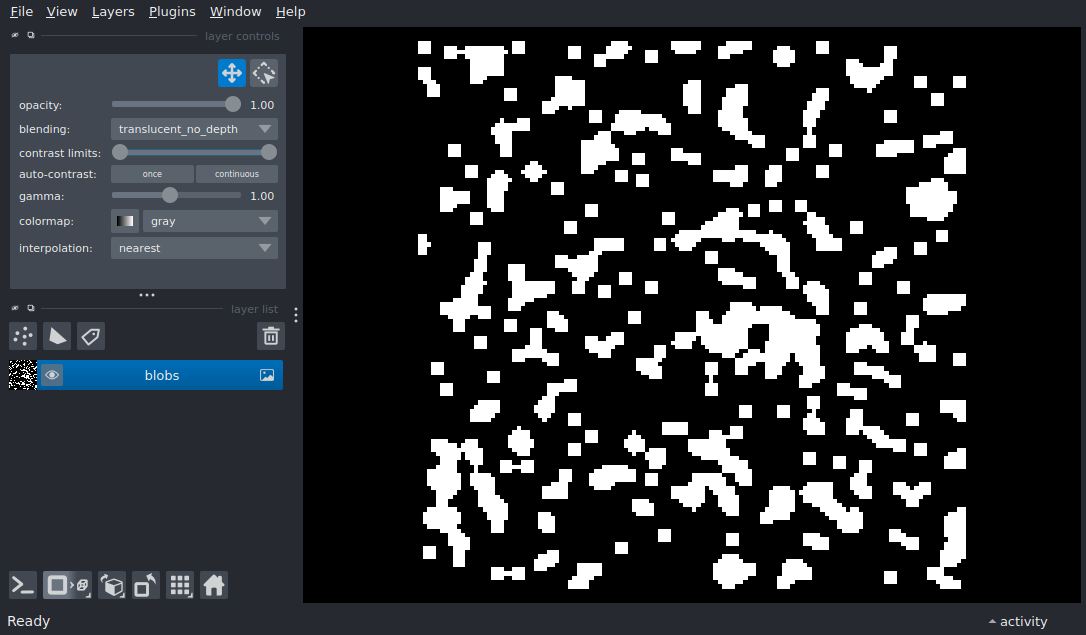 File View Layers Plugins Window Help
layer controls
opacity: 1.00
blending: translucent_no_depth
contrast limits:
auto-contrast: once continuous
gamma: 1.00
colormap: gray
interpolation: nearest
layer list
blobs
Ready
activity